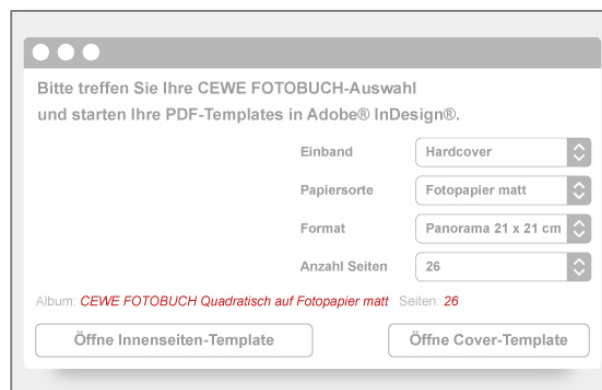 Bitte treffen Sie Ihre CEWE FOTOBUCH-Auswahl
und starten Ihre PDF-Templates in Adobe® InDesign®.
Einband Hardcover
Papiersorte Fotopapier matt
Format Panorama 21 x 21 cm
Anzahl Seiten 26
Album: CEWE FOTOBUCH Quadratisch auf Fotopapier matt Seiten: 26
Öffne Innenseiten-Template Öffne Cover-Template